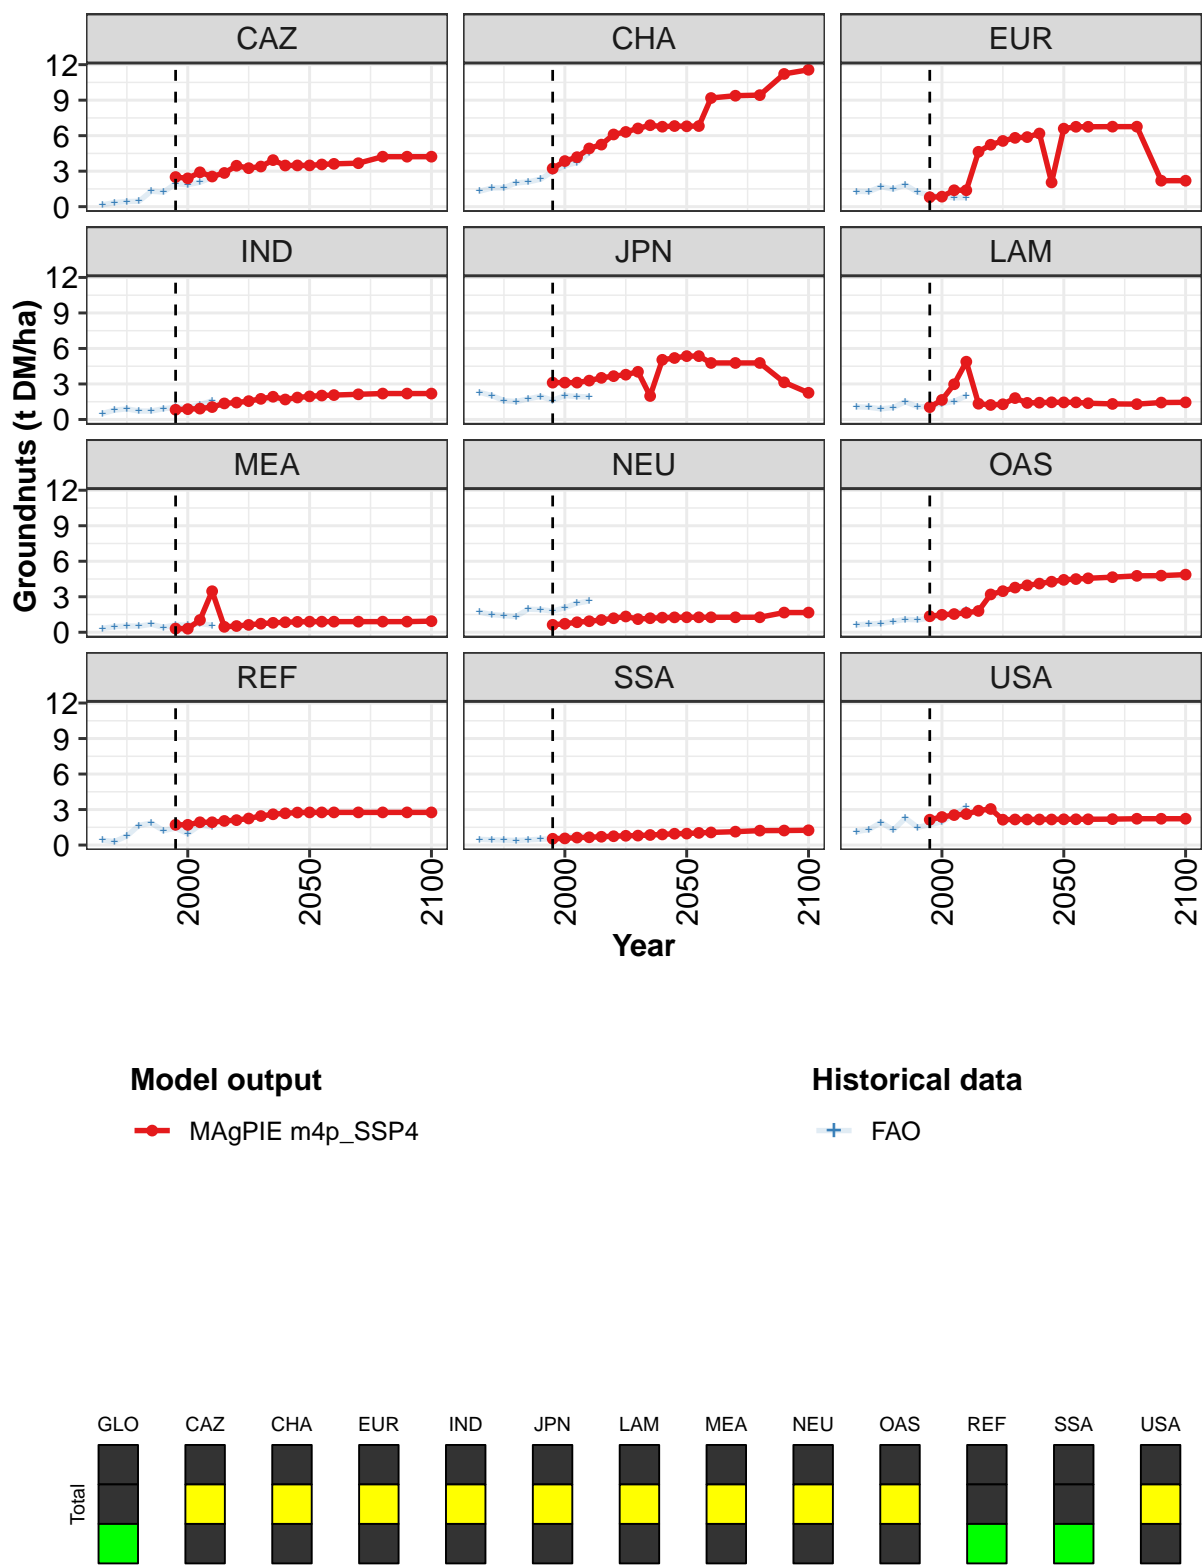 CAZ CHA EUR
12
9
6
3
0
IND JPN LAM
12
9
6
3
0
MEA NEU OAS
12
9
6
3
0
REF SSA USA
12
9
6
3
0
Groundnuts (t DM/ha)
2000 2050 2100 2000 2050 2100 2000 2050 2100
Year
Model output Historical data
MAgPIE m4p_SSP4 FAO
GLO CAZ CHA EUR IND JPN LAM MEA NEU OAS REF SSA USA
Total